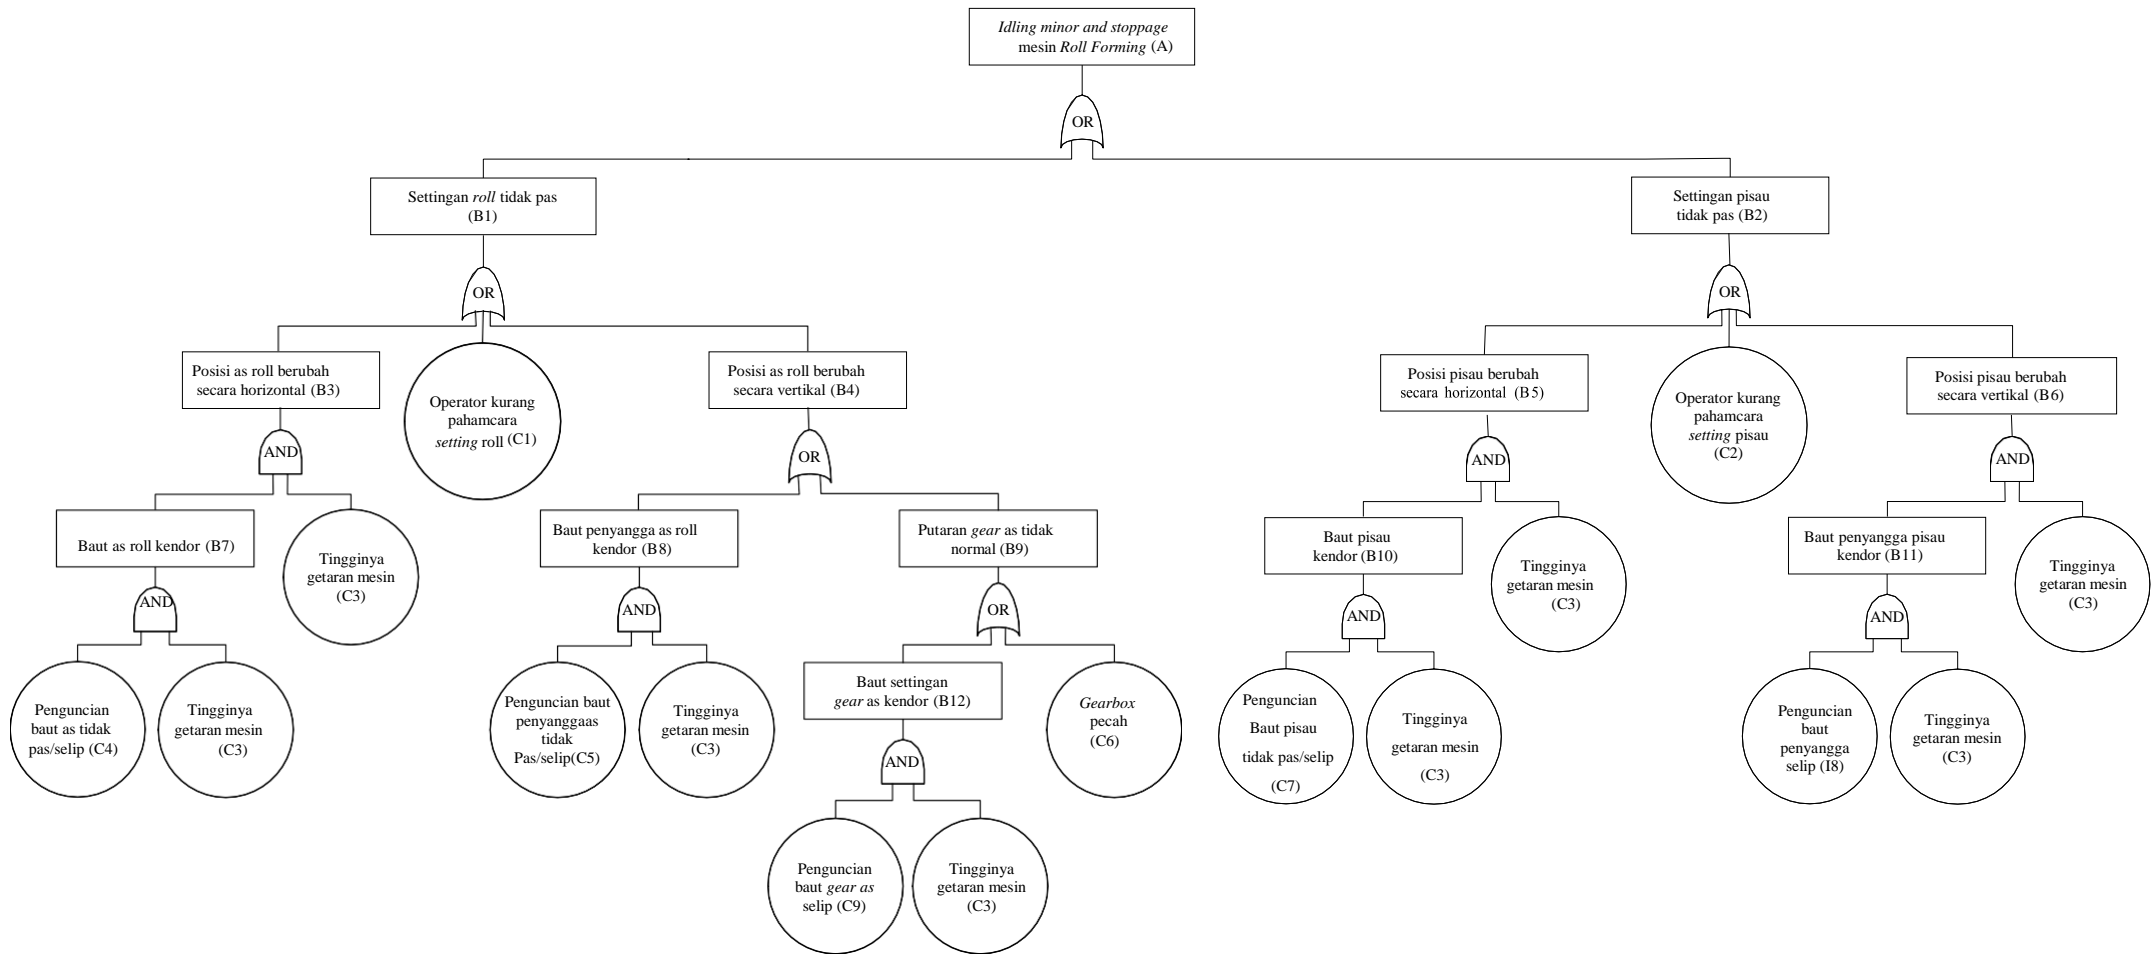 Idling minor and stoppage
mesin Roll Forming (A)
OR
Settingan roll tidak pas
(B1)
Settingan pisau
tidak pas (B2)
OR
OR
Posisi as roll berubah
secara horizontal (B3)
Operator kurang
pahamcara
setting roll (C1)
Posisi as roll berubah
secara vertikal (B4)
Posisi pisau berubah
secara horizontal (B5)
Operator kurang
pahamcara
setting pisau
(C2)
Posisi pisau berubah
secara vertikal (B6)
AND
OR
AND
AND
Baut as roll kendor (B7)
Tingginya
getaran mesin
(C3)
Baut penyangga as roll
kendor (B8)
Putaran gear as tidak
normal (B9)
Baut pisau
kendor (B10)
Tingginya
getaran mesin
(C3)
Baut penyangga pisau
kendor (B11)
Tingginya
getaran mesin
(C3)
AND
AND
OR
AND
AND
Penguncian
baut as tidak
pas/selip (C4)
Tingginya
getaran mesin
(C3)
Penguncian baut
penyanggaas
tidak
Pas/selip(C5)
Tingginya
getaran mesin
(C3)
Baut settingan
gear as kendor (B12)
Gearbox
pecah
(C6)
Penguncian
Baut pisau
tidak pas/selip
(C7)
Tingginya
getaran mesin
(C3)
Penguncian
baut
penyangga
selip (I8)
Tingginya
getaran mesin
(C3)
AND
Penguncian
baut gear as
selip (C9)
Tingginya
getaran mesin
(C3)